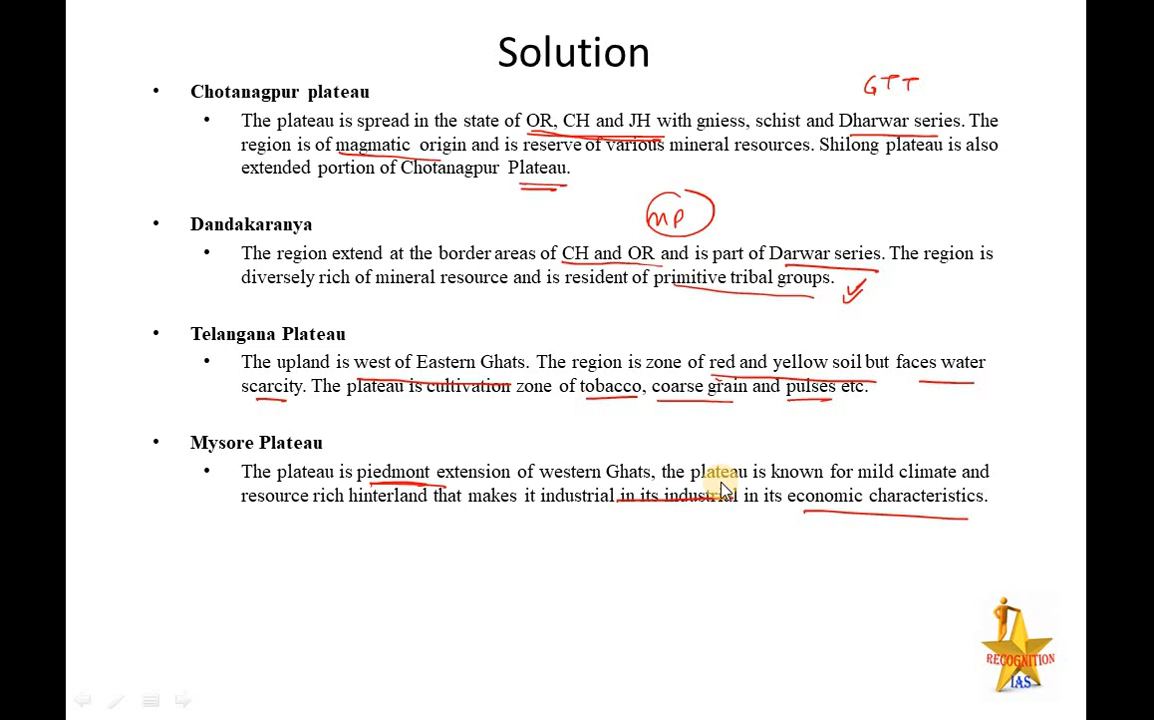 Solution
GTT
• Chotanagpur plateau
• The plateau is spread in the state of OR, CH and JH with gniess, schist and Dharwar series. The
region is of magmatic origin and is reserve of various mineral resources. Shilong plateau is also
extended portion of Chotanagpur Plateau.
mp
• Dandakaranya
• The region extend at the border areas of CH and OR and is part of Darwar series. The region is
diversely rich of mineral resource and is resident of primitive tribal groups.
• Telangana Plateau
• The upland is west of Eastern Ghats. The region is zone of red and yellow soil but faces water
scarcity. The plateau is cultivation zone of tobacco, coarse grain and pulses etc.
• Mysore Plateau
• The plateau is piedmont extension of western Ghats, the plateau is known for mild climate and
resource rich hinterland that makes it industrial in its industrial in its economic characteristics.
RECOGNITION
IAS